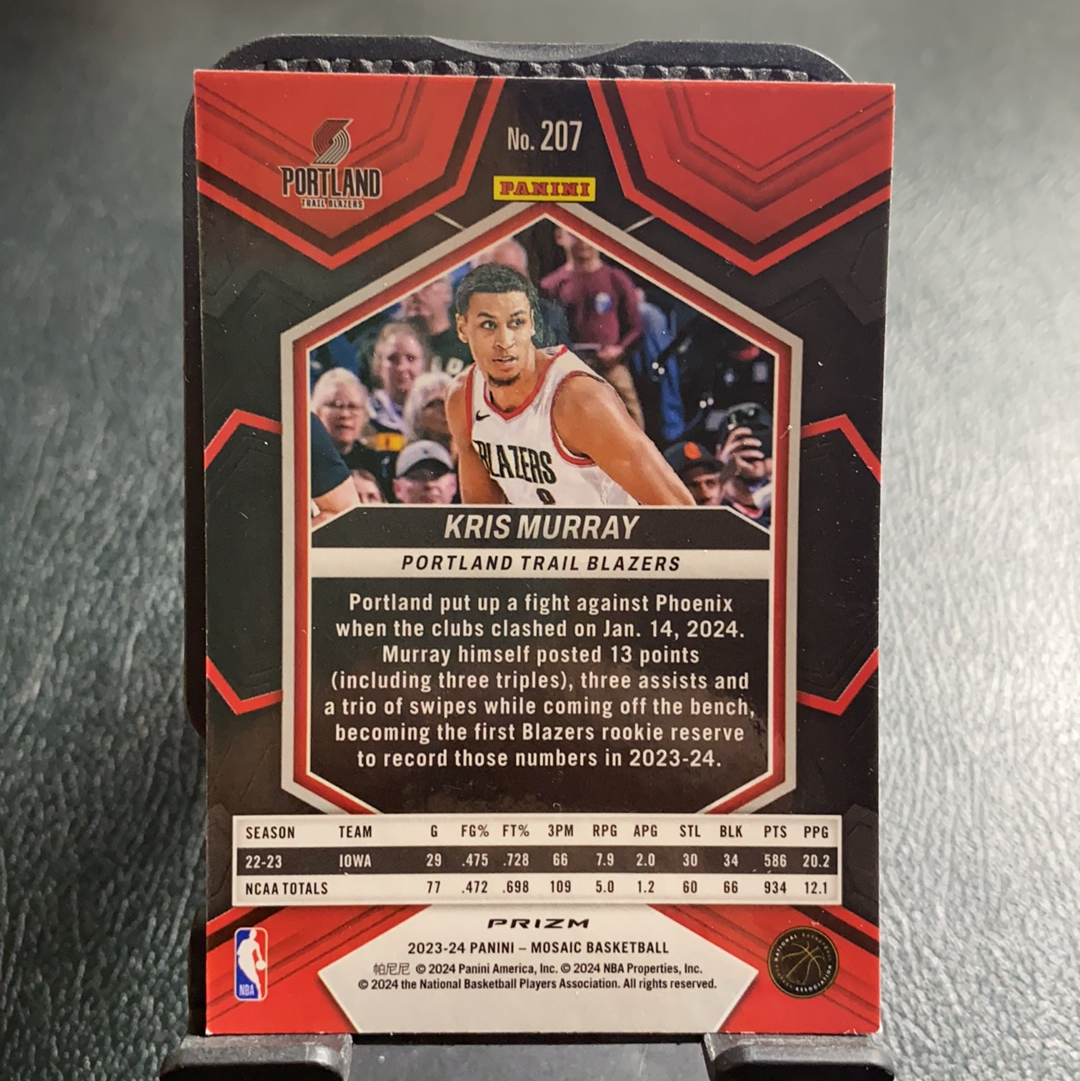 No. 207
PORTLAND
TRAIL BLAZERS
PANINI
BLAZERS
KRIS MURRAY
PORTLAND TRAIL BLAZERS
Portland put up a fight against Phoenix
when the clubs clashed on Jan. 14, 2024.
Murray himself posted 13 points
(including three triples), three assists and
a trio of swipes while coming off the bench,
becoming the first Blazers rookie reserve
to record those numbers in 2023-24.
SEASON TEAM G FG% FT% 3PM RPG APG STL BLK PTS PPG
22-23 IOWA 29 .475 .728 66 7.9 2.0 30 34 586 20.2
NCAA TOTALS 77 .472 .698 109 5.0 1.2 60 66 934 12.1
PRIZM
2023-24 PANINI – MOSAIC BASKETBALL
帕尼尼 © 2024 Panini America, Inc. © 2024 NBA Properties, Inc.
© 2024 the National Basketball Players Association. All rights reserved.
NBA
NATIONAL BASKETBALL
PLAYERS ASSOCIATION